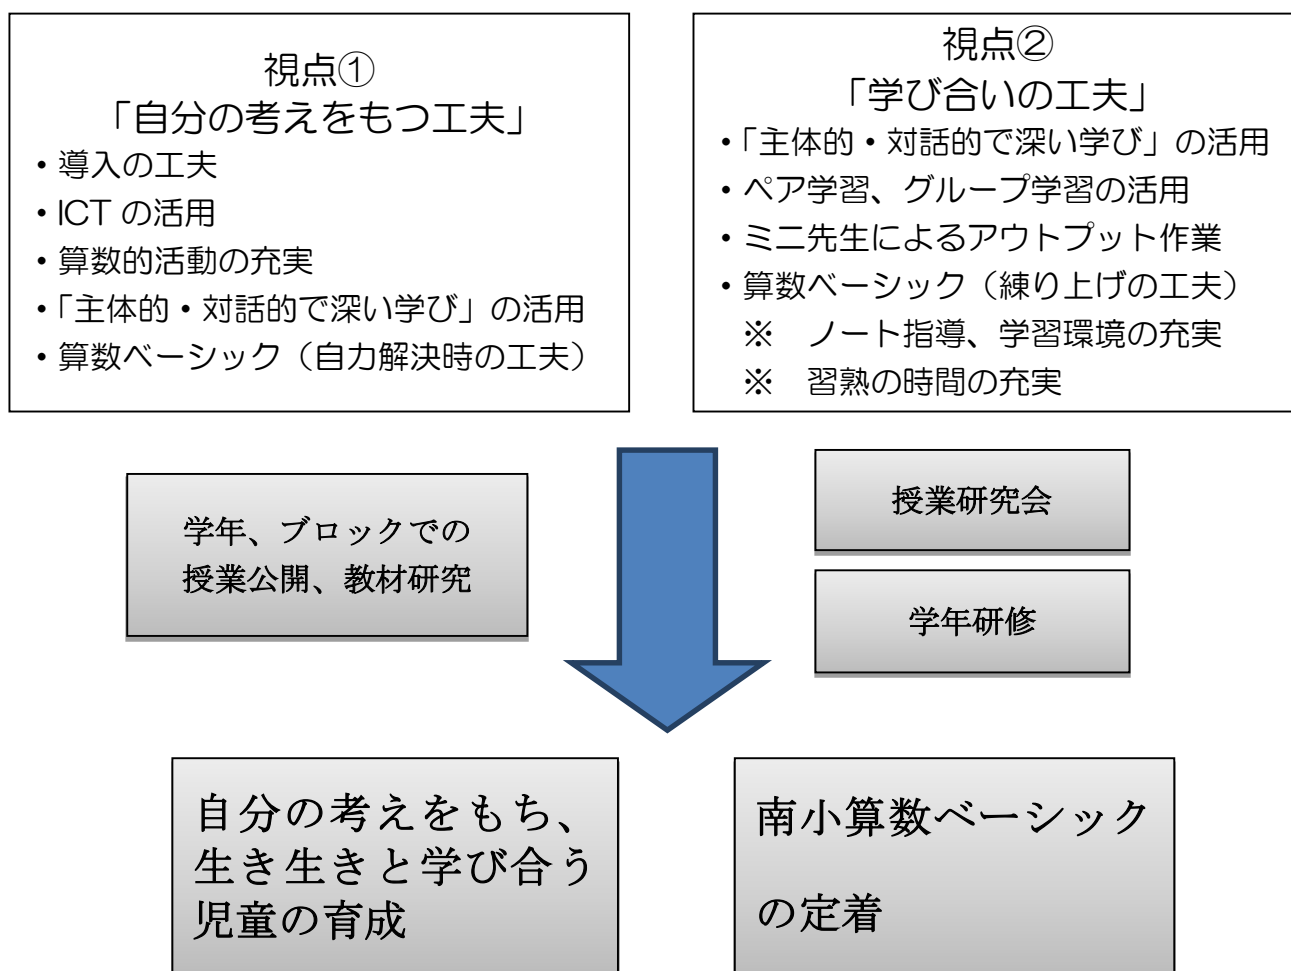 視点①
「自分の考えをもつ工夫」
・導入の工夫
・ICT の活用
・算数的活動の充実
・「主体的・対話的で深い学び」の活用
・算数ベーシック（自力解決時の工夫）
視点②
「学び合いの工夫」
・「主体的・対話的で深い学び」の活用
・ペア学習、グループ学習の活用
・ミニ先生によるアウトプット作業
・算数ベーシック（練り上げの工夫）
※　ノート指導、学習環境の充実
※　習熟の時間の充実
学年、ブロックでの
授業公開、教材研究
授業研究会
学年研修
自分の考えをもち、
生き生きと学び合う
児童の育成
南小算数ベーシック
の定着